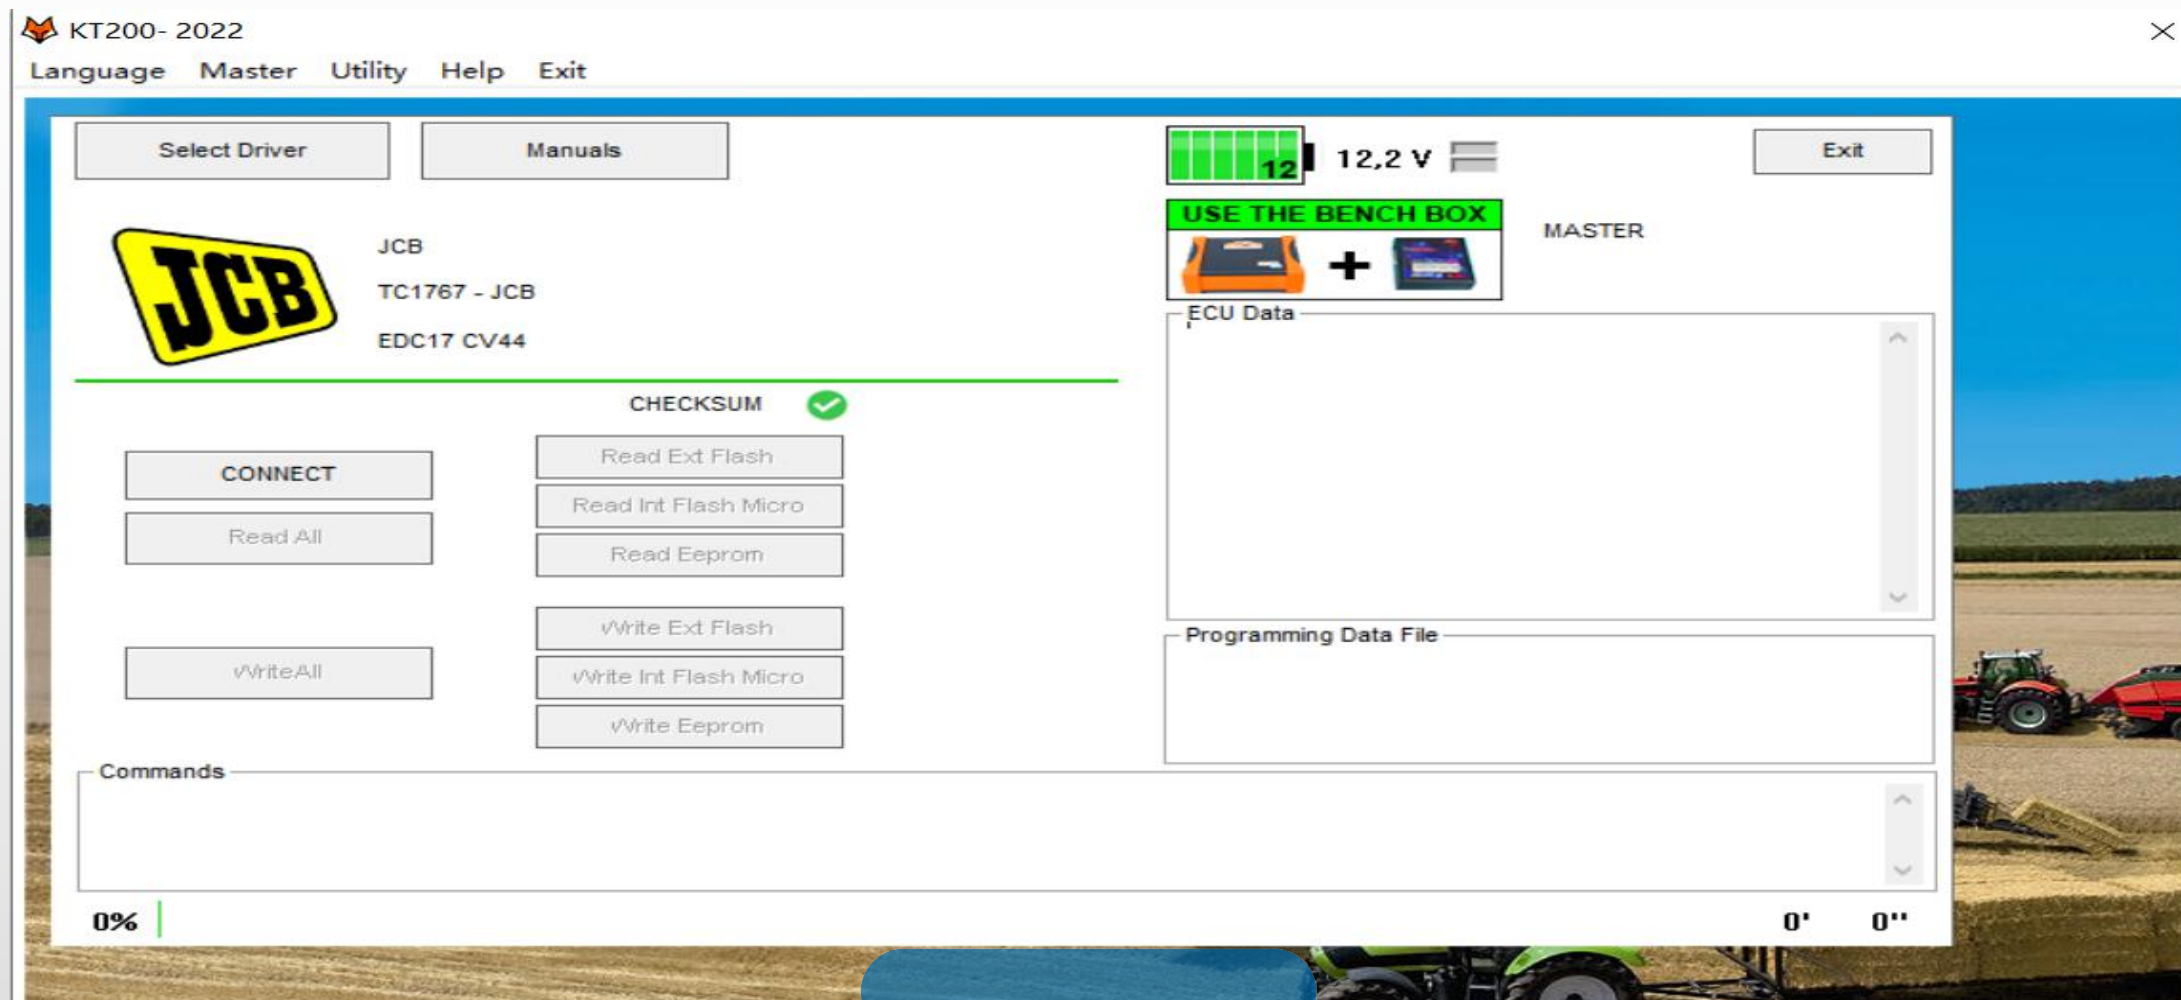 KT200- 2022
Language Master Utility Help Exit
Select Driver Manuals 12 12,2 V Exit
USE THE BENCH BOX
MASTER
JCB
JCB
TC1767 - JCB
EDC17 CV44
ECU Data
CHECKSUM
CONNECT
Read All
Read Ext Flash
Read Int Flash Micro
Read Eeprom
WriteAll
Write Ext Flash
Write Int Flash Micro
Write Eeprom
Programming Data File
Commands
0% 0' 0"